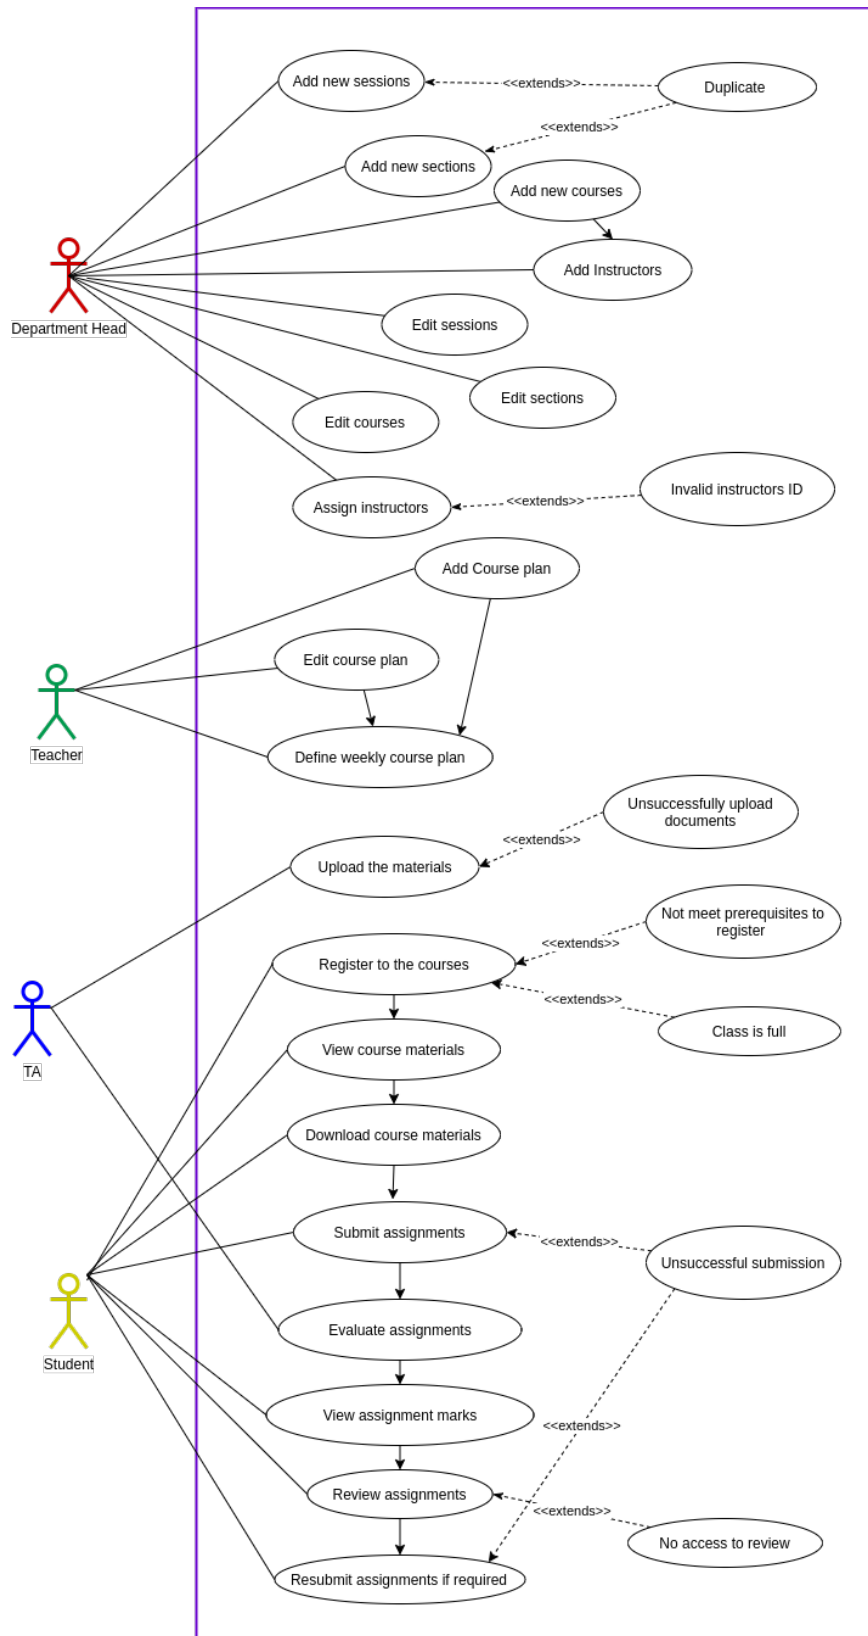 Add new sessions
<<extends>>
Duplicate
<<extends>>
Add new sections
Add new courses
Add Instructors
Department Head
Edit sessions
Edit sections
Edit courses
Assign instructors
<<extends>>
Invalid instructors ID
Add Course plan
Edit course plan
Teacher
Define weekly course plan
Unsuccessfully upload
documents
<<extends>>
Upload the materials
Not meet prerequisites to
register
<<extends>>
Register to the courses
<<extends>>
Class is full
View course materials
TA
Download course materials
Submit assignments
<<extends>>
Unsuccessful submission
Evaluate assignments
Student
View assignment marks
<<extends>>
Review assignments
<<extends>>
No access to review
Resubmit assignments if required